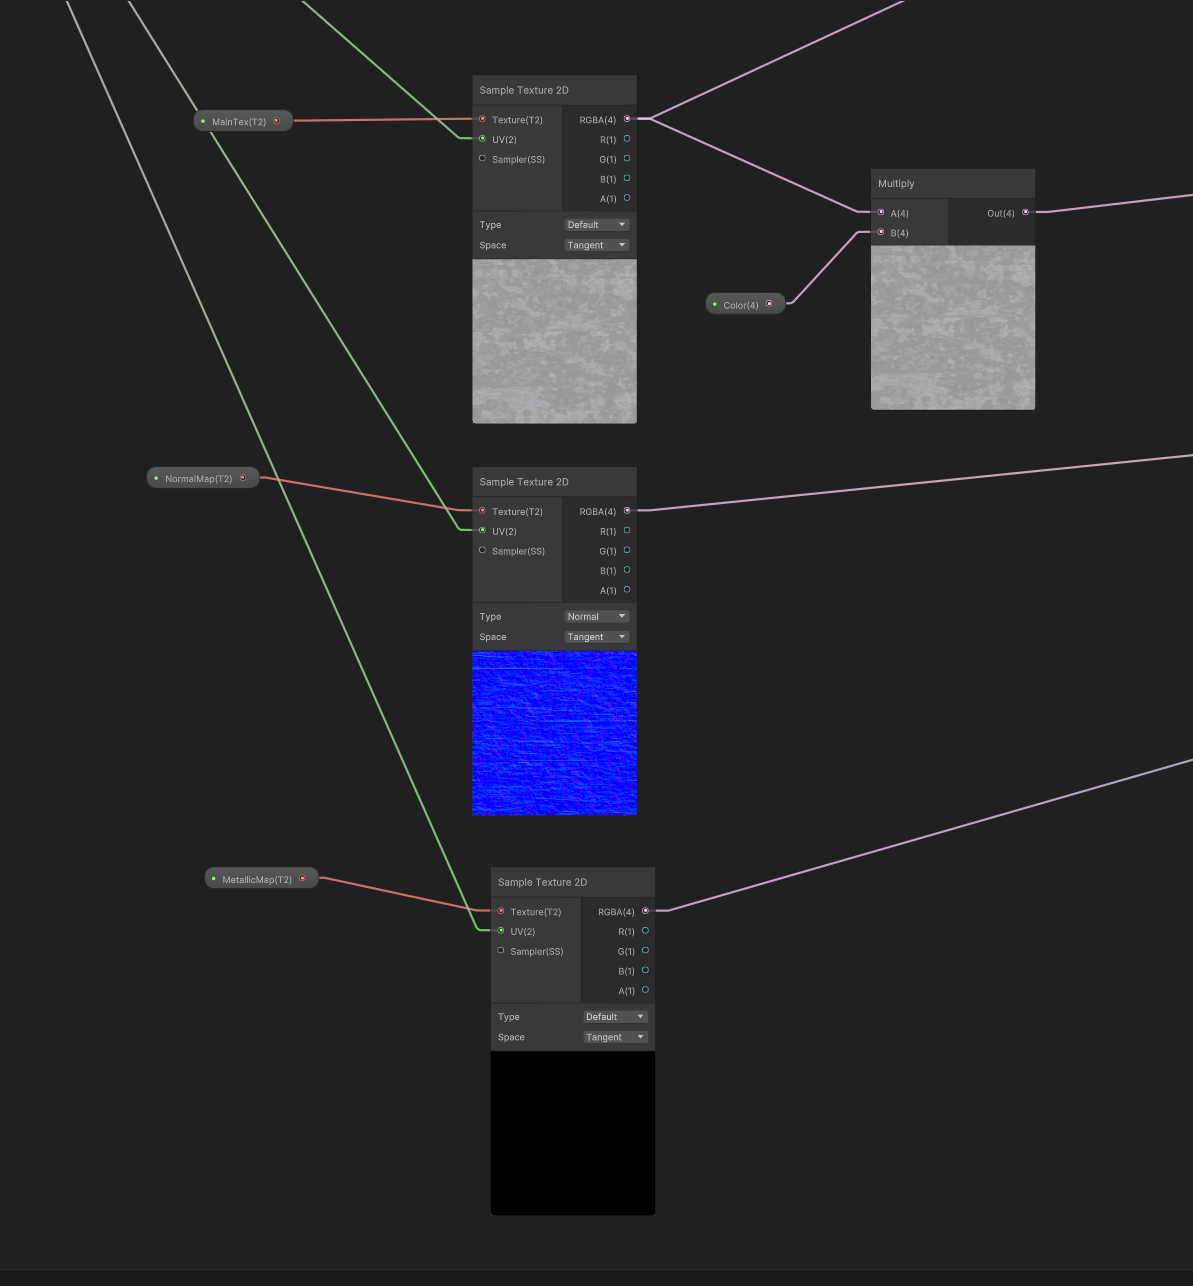 Sample Texture 2D
MainTex(T2)
Texture(T2) RGBA(4)
UV(2) R(1)
Sampler(SS) G(1)
B(1)
A(1)
Type Default
Space Tangent
Multiply
A(4) Out(4)
B(4)
Color(4)
NormalMap(T2)
Sample Texture 2D
Texture(T2) RGBA(4)
UV(2) R(1)
Sampler(SS) G(1)
B(1)
A(1)
Type Normal
Space Tangent
MetallicMap(T2)
Sample Texture 2D
Texture(T2) RGBA(4)
UV(2) R(1)
Sampler(SS) G(1)
B(1)
A(1)
Type Default
Space Tangent